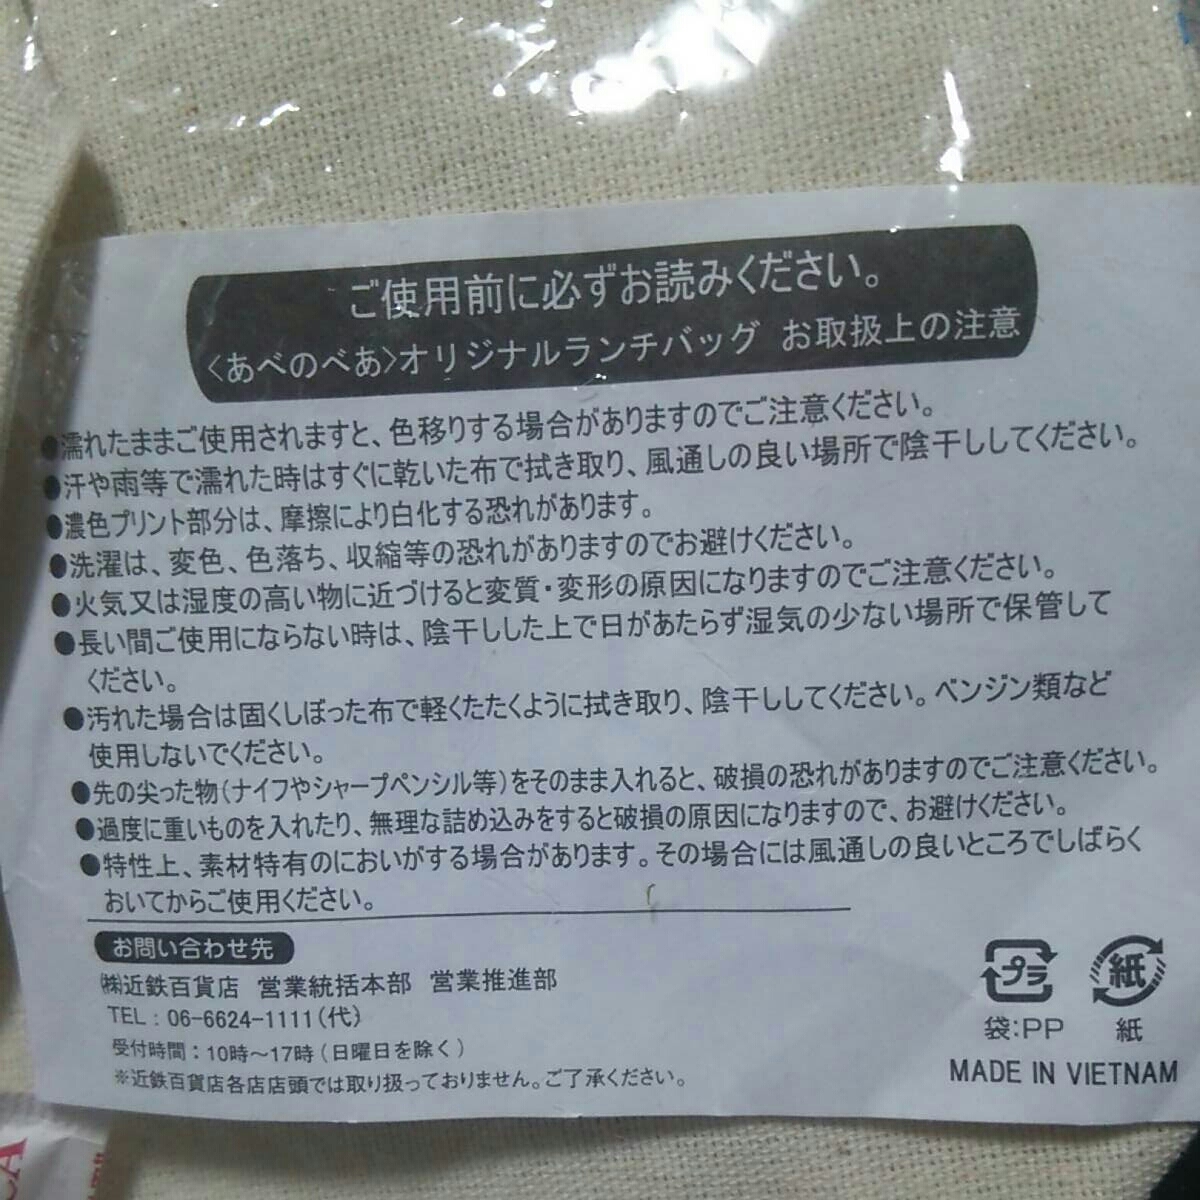 ご使用前に必ずお読みください。
〈あべのべあ〉オリジナルランチバッグ お取扱上の注意
●濡れたままご使用されますと、色移りする場合がありますのでご注意ください。
●汗や雨等で濡れた時はすぐに乾いた布で拭き取り、風通しの良い場所で陰干ししてください。
●濃色プリント部分は、摩擦により白化する恐れがあります。
●洗濯は、変色、色落ち、収縮等の恐れがありますのでお避けください。
●火気又は湿度の高い物に近づけると変質・変形の原因になりますのでご注意ください。
●長い間ご使用にならない時は、陰干しした上で日があたらず湿気の少ない場所で保管して
ください。
●汚れた場合は固くしぼった布で軽くたたくように拭き取り、陰干ししてください。ベンジン類など
使用しないでください。
●先の尖った物(ナイフやシャープペンシル等)をそのまま入れると、破損の恐れがありますのでご注意ください。
●過度に重いものを入れたり、無理な詰め込みをすると破損の原因になりますので、お避けください。
●特性上、素材特有のにおいがする場合があります。その場合には風通しの良いところでしばらく
おいてからご使用ください。
お問い合わせ先
㈱近鉄百貨店 営業統括本部 営業推進部
TEL:06-6624-1111(代)
受付時間:10時～17時(日曜日を除く)
※近鉄百貨店各店店頭では取り扱っておりません。ご了承ください。
プラ 紙
袋:PP 紙
MADE IN VIETNAM